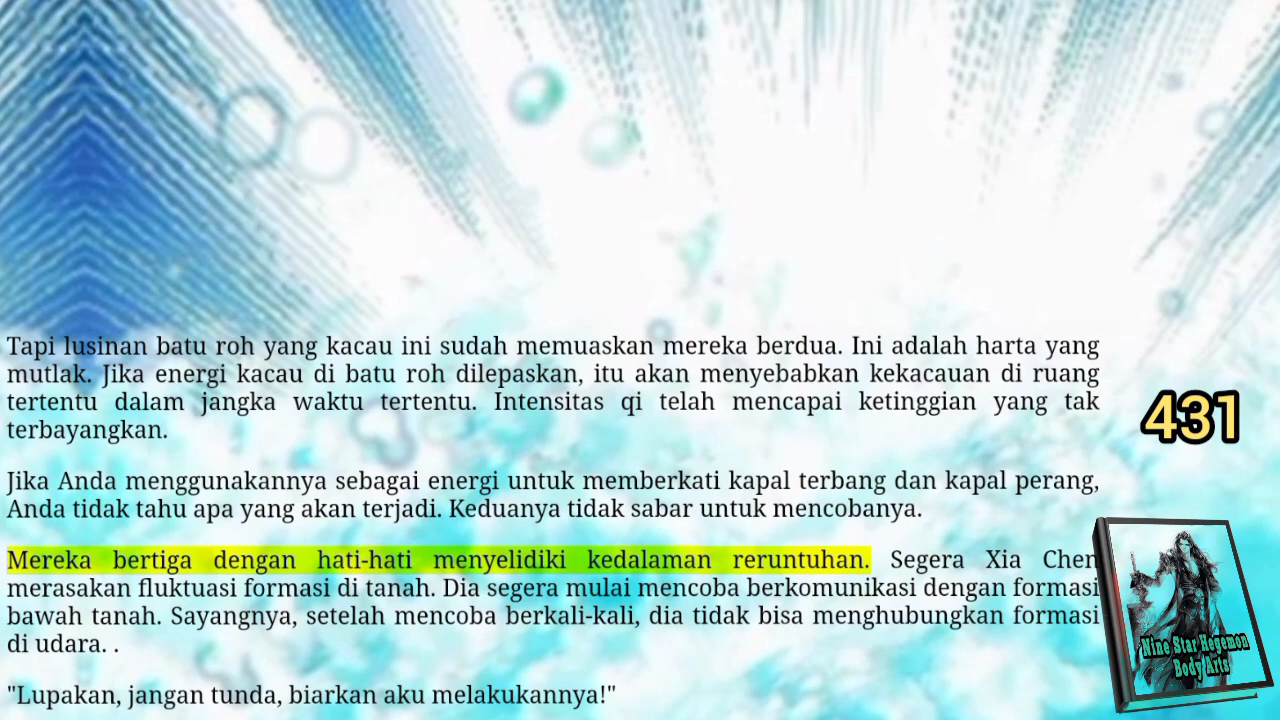 Tapi lusinan batu roh yang kacau ini sudah memuaskan mereka berdua. Ini adalah harta yang
mutlak. Jika energi kacau di batu roh dilepaskan, itu akan menyebabkan kekacauan di ruang
tertentu dalam jangka waktu tertentu. Intensitas qi telah mencapai ketinggian yang tak
terbayangkan.
Jika Anda menggunakannya sebagai energi untuk memberkati kapal terbang dan kapal perang,
Anda tidak tahu apa yang akan terjadi. Keduanya tidak sabar untuk mencobanya.
Mereka bertiga dengan hati-hati menyelidiki kedalaman reruntuhan. Segera Xia Chen
merasakan fluktuasi formasi di tanah. Dia segera mulai mencoba berkomunikasi dengan formasi
bawah tanah. Sayangnya, setelah mencoba berkali-kali, dia tidak bisa menghubungkan formasi
di udara. .
"Lupakan, jangan tunda, biarkan aku melakukannya!"
431
Nine Star Hegemon
Body Arts